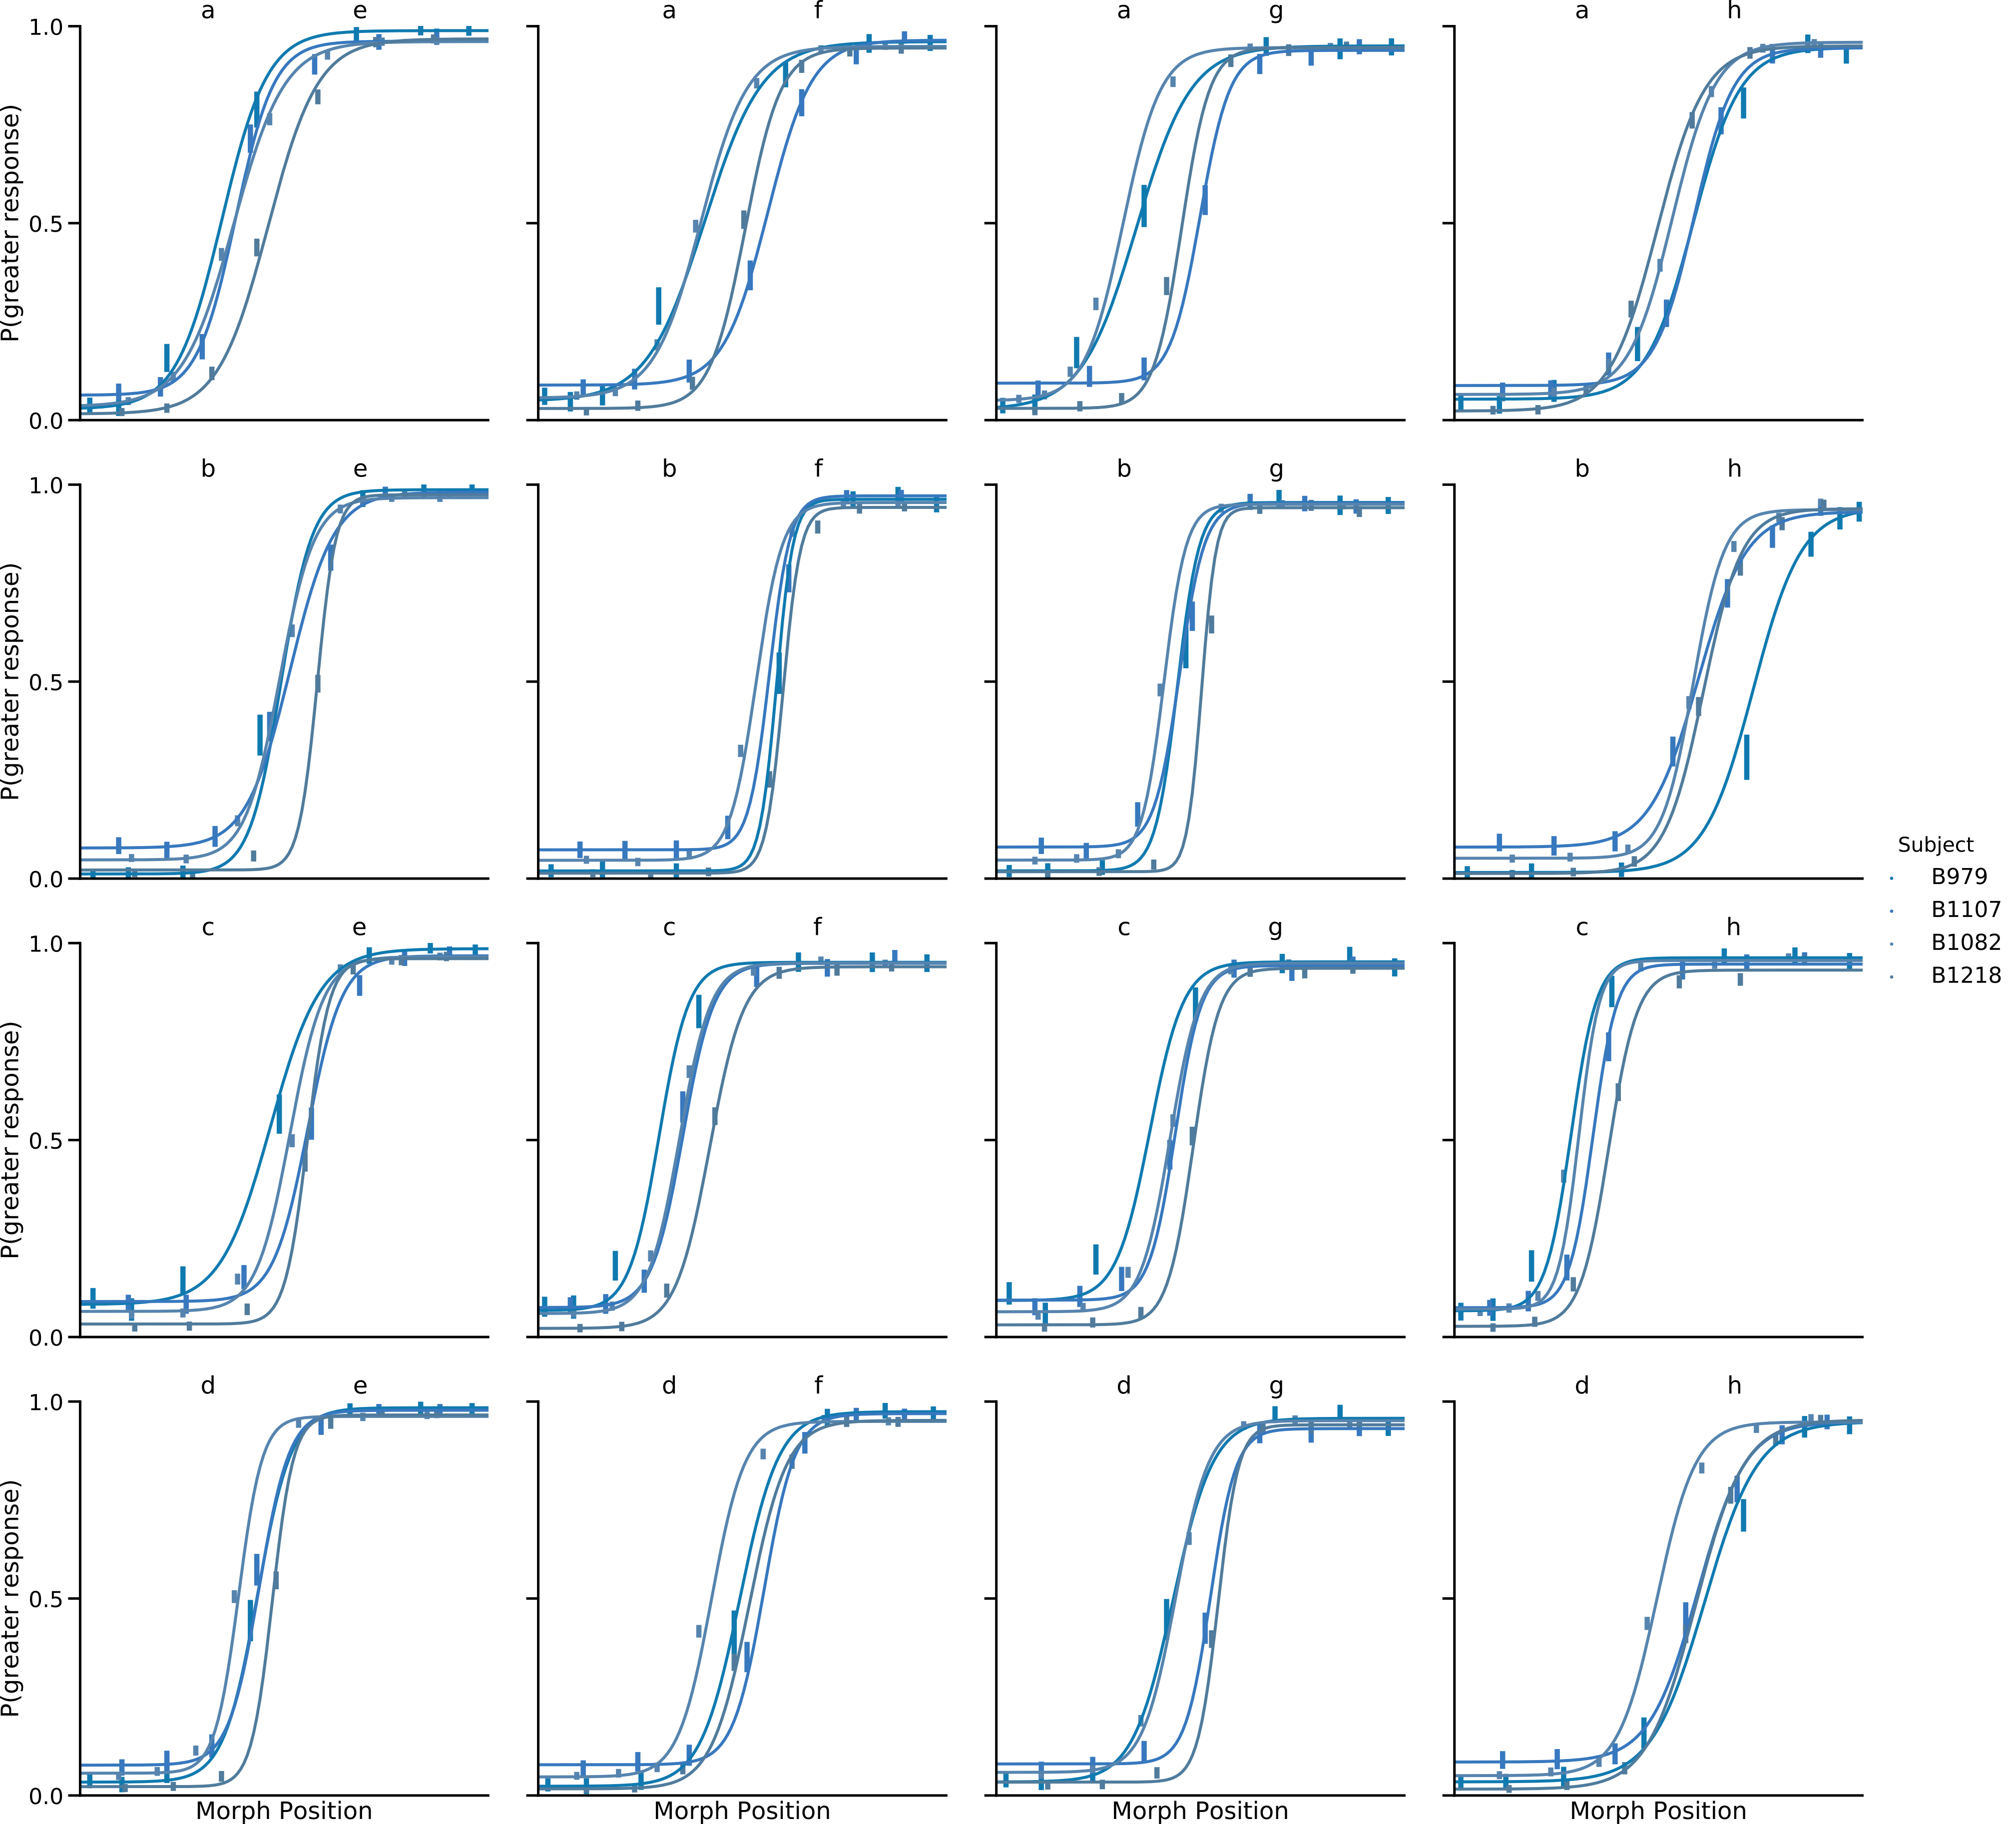 a e a f a g a h
1.0
P(greater response)
0.5
0.0
b e b f b g b h
1.0
P(greater response)
0.5
0.0
Subject
B979
B1107
B1082
B1218
c e c f c g c h
1.0
P(greater response)
0.5
0.0
d e d f d g d h
1.0
P(greater response)
0.5
0.0
Morph Position Morph Position Morph Position Morph Position